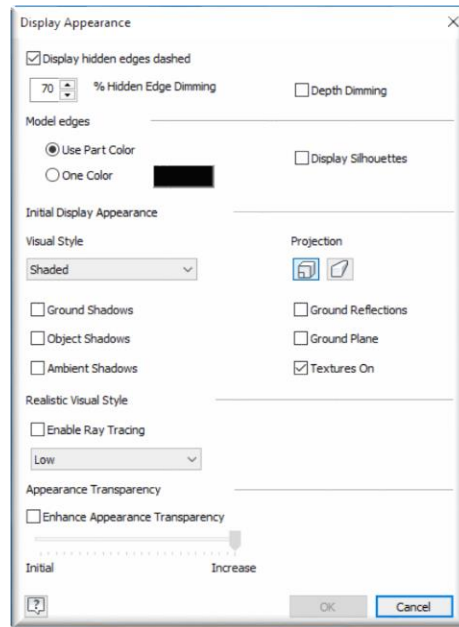 Display Appearance
Display hidden edges dashed
70 % Hidden Edge Dimming
Depth Dimming
Model edges
Use Part Color
Display Silhouettes
One Color
Initial Display Appearance
Visual Style
Projection
Shaded
Ground Shadows
Ground Reflections
Object Shadows
Ground Plane
Ambient Shadows
Textures On
Realistic Visual Style
Enable Ray Tracing
Low
Appearance Transparency
Enhance Appearance Transparency
Initial
Increase
?
OK
Cancel